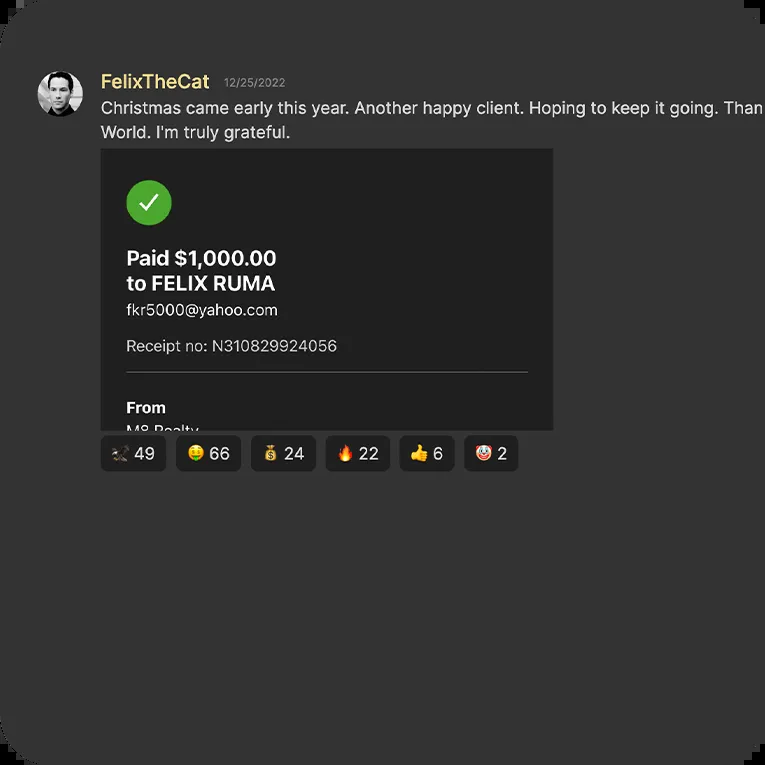 FelixTheCat 12/25/2022
Christmas came early this year. Another happy client. Hoping to keep it going. Than
World. I'm truly grateful.
Paid $1,000.00
to FELIX RUMA
fkr5000@yahoo.com
Receipt no: N310829924056
From
M8 Realty
49 66 24 22 6 2